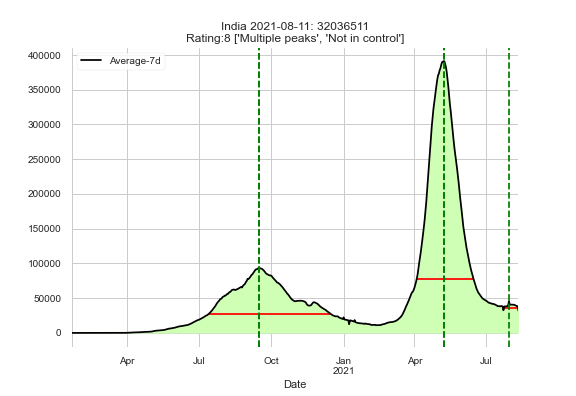 India 2021-08-11: 32036511
Rating:8 ['Multiple peaks', 'Not in control']
Average-7d
400000
350000
300000
250000
200000
150000
100000
50000
0
Apr Jul Oct Jan Apr Jul
2021
Date